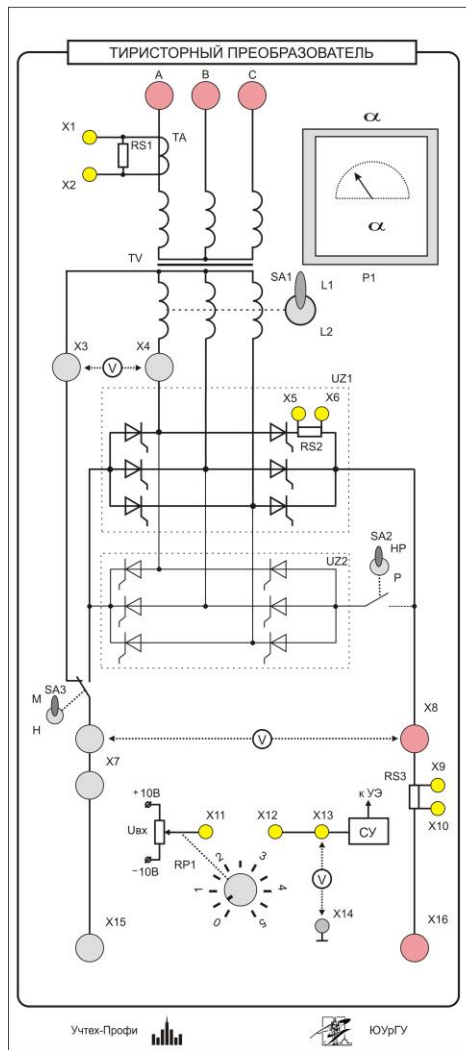 ТИРИСТОРНЫЙ ПРЕОБРАЗОВАТЕЛЬ
A B C
X1
RS1
TA
X2
α
α
P1
TV
SA1
L1
L2
X3
V
X4
UZ1
X5 X6
RS2
SA2
HP
P
UZ2
M
SA3
H
X7
V
X8
X9
RS3
X10
+10В
Uвх
−10В
X11
RP1
0 1 2 3 4 5
X12 X13
к УЭ
СУ
V
X14
X15
X16
Учтех-Профи
ЮУрГУ